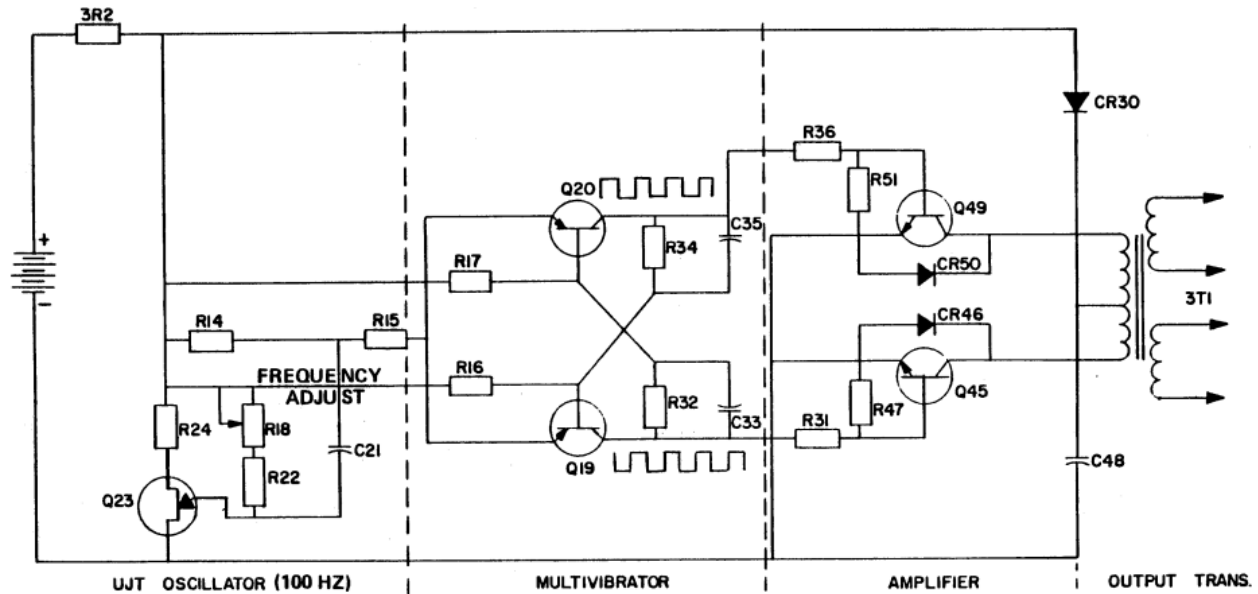 3R2
CR30
R36
Q20
R51
Q49
C35
R34
R17
+
-
CR50
3T1
R14
R15
CR46
R16
FREQUENCY
ADJUST
Q45
R32
R47
C33
R24
R18
R31
C21
C48
Q19
R22
Q23
UJT OSCILLATOR (100 HZ)
MULTIVIBRATOR
AMPLIFIER
OUTPUT TRANS.